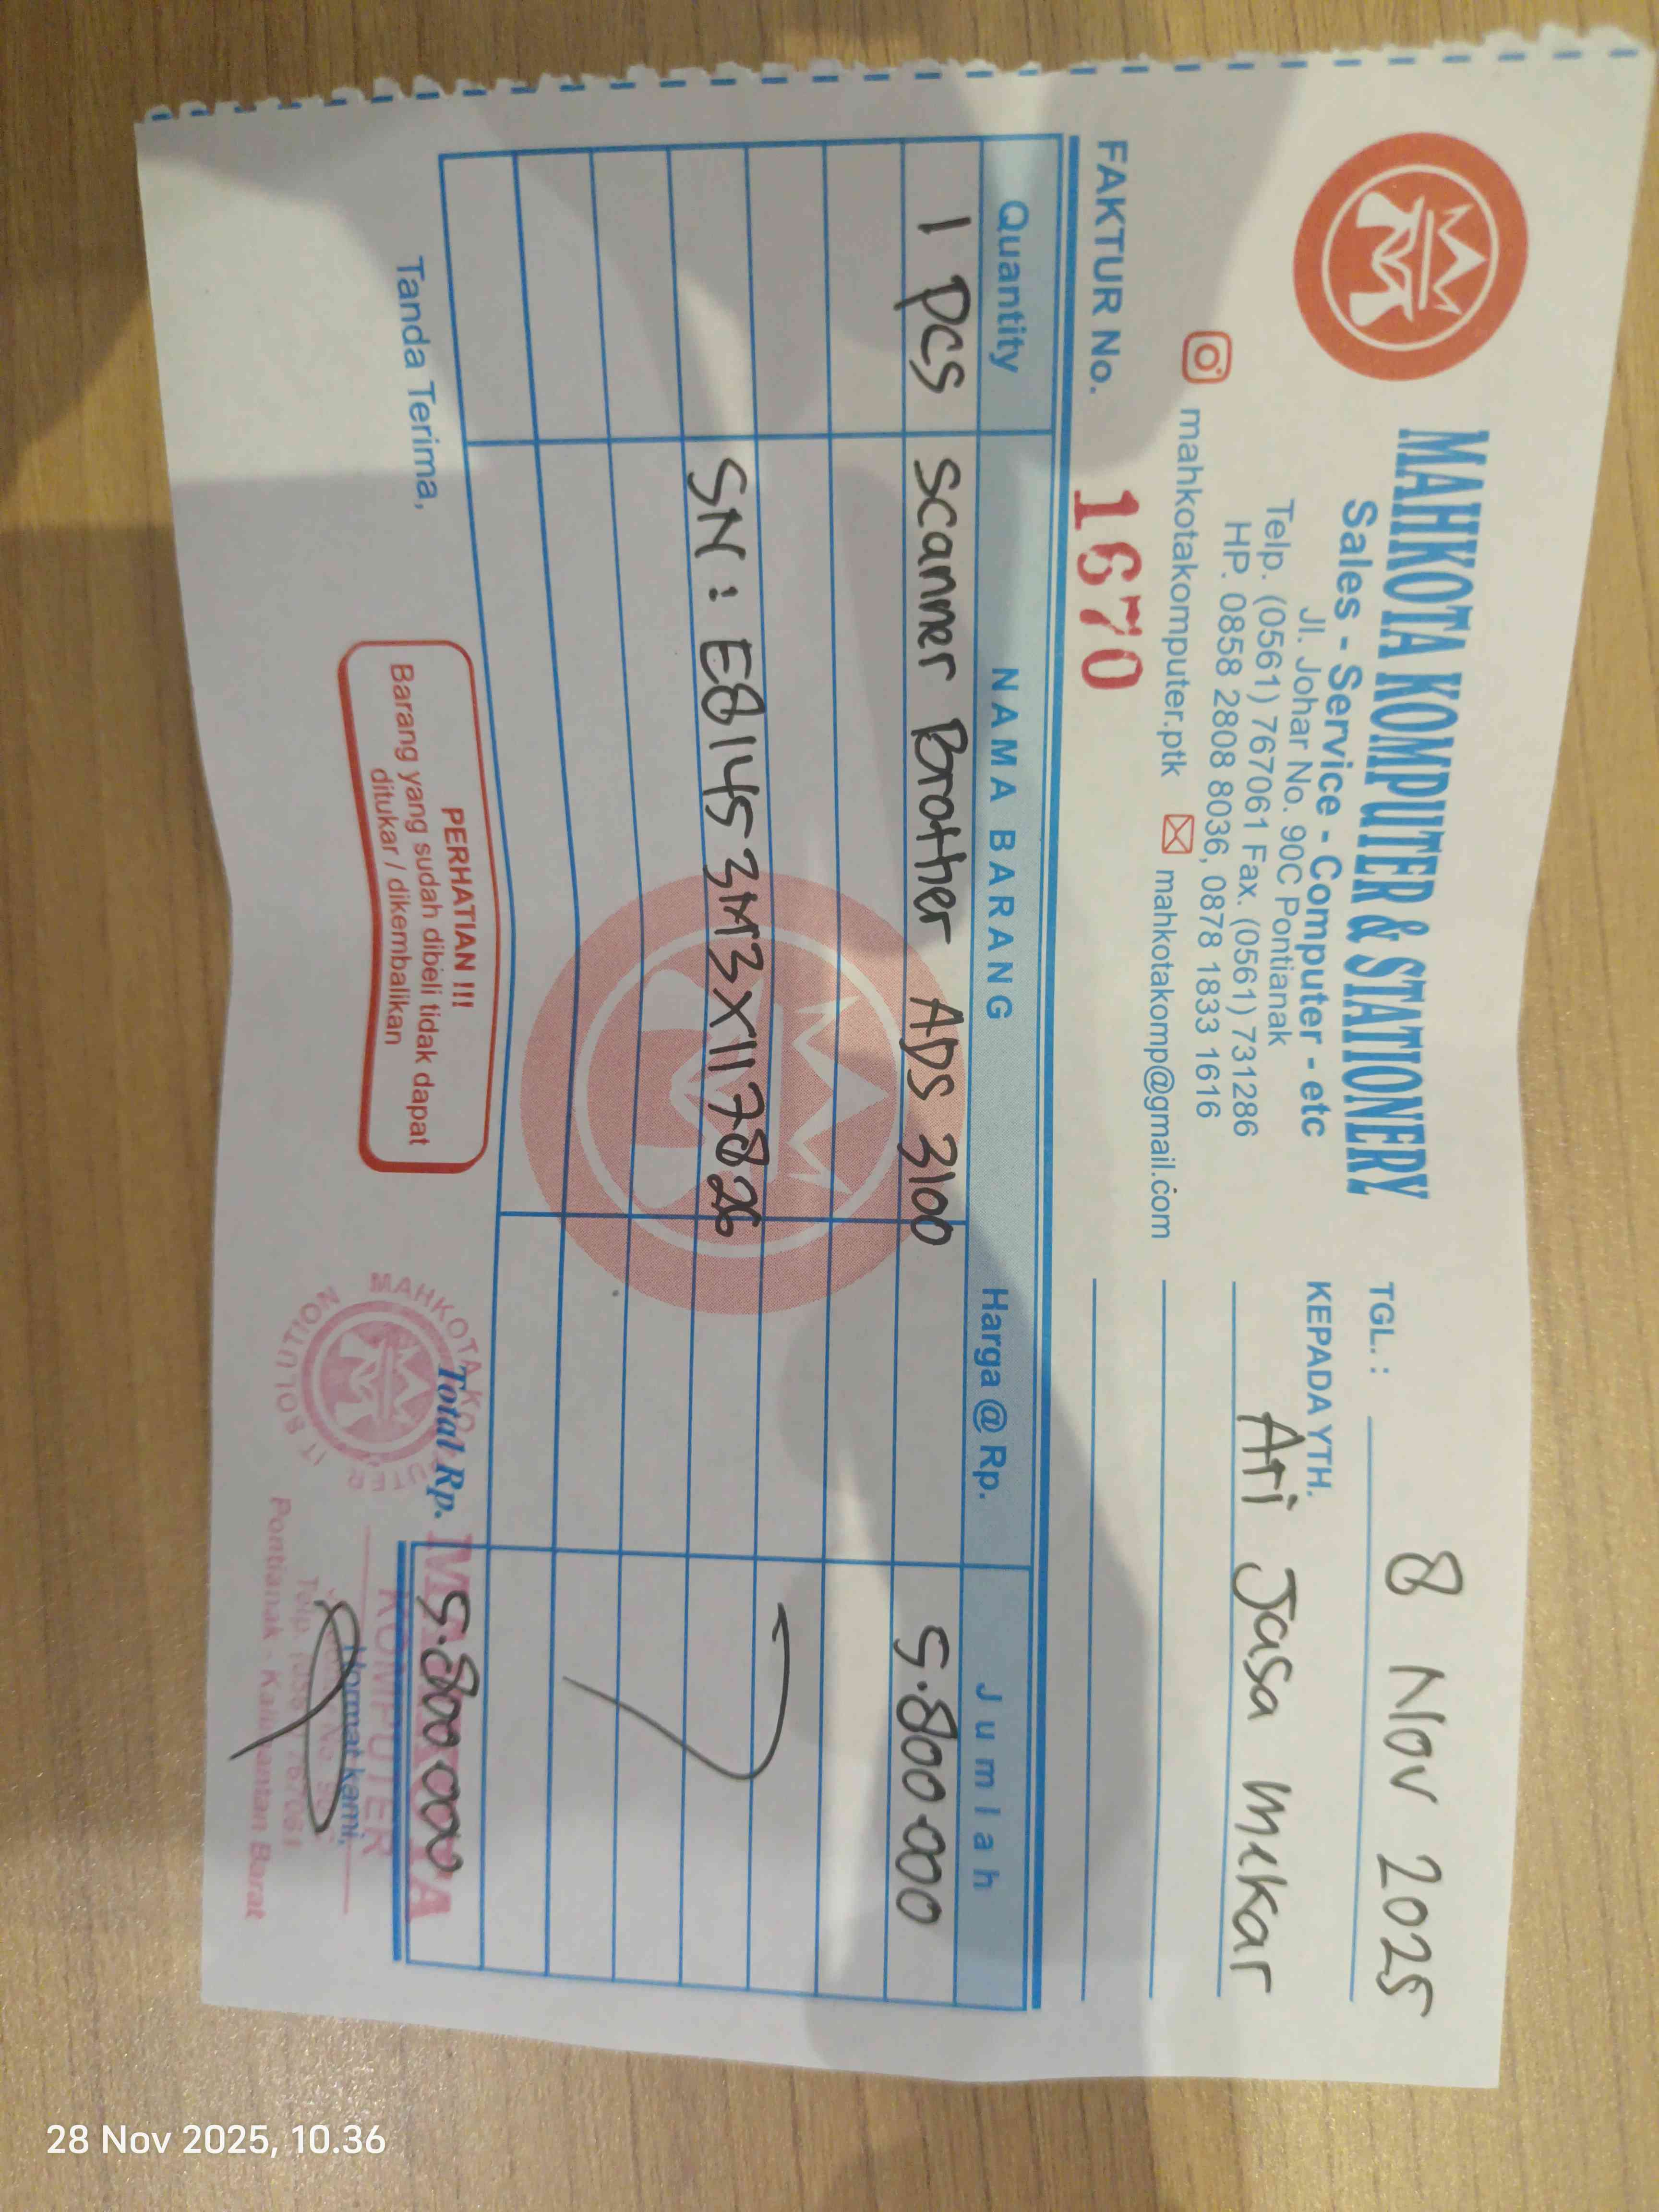 MAHKOTA KOMPUTER & STATIONERY
Sales - Service - Computer - etc
Jl. Johar No. 90C Pontianak
Telp. (0561) 767061 Fax. (0561) 731286
HP. 0858 2808 8036, 0878 1833 1616
mahkotakomputer.ptk mahkotakomp@gmail.com
TGL. : 8 Nov 2025
KEPADA YTH.
Ari Jasa Mekar
FAKTUR No. 1670
Quantity NAMA BARANG Harga @ Rp. Jumlah
1 pcs Scanner Brother ADS 3100 5.800.000
SN : E81453M3X117826
Total Rp. 5.800.000
Tanda Terima,
PERHATIAN !!!
Barang yang sudah dibeli tidak dapat
ditukar / dikembalikan
Hormat kami,
MAHKOTA
KOMPUTER
Pontianak - Kalimantan Barat
IT SOLUTION
28 Nov 2025, 10.36